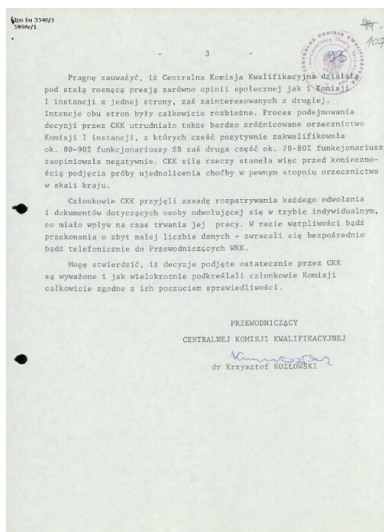 Ipn bu 3540/1
599Ar/1
- 3 -
Pragnę zauważyć, iż Centralna Komisja Kwalifikacyjna działała
pod stałą rosnącą presją zarówno opinii społecznej jak i Komisji
I instancji z jednej strony, zaś zainteresowanych z drugiej.
Intencje obu stron były całkowicie rozbieżne. Proces podejmowania
decyzji przez CKK utrudniało także bardzo zróżnicowane orzecznictwo
Komisji I instancji, z których cześć pozytywnie zakwalifikowała
ok. 80-90% funkcjonariuszy SB zaś druga cześć ok. 70-80% funkcjonariuszy
zaopiniowała negatywnie. CKK siłą rzeczy stanęła więc przed konieczno-
ścią podjęcia próby ujednolicenia choćby w pewnym stopniu orzecznictwa
w skali kraju.
Członkowie CKK przyjęli zasadę rozpatrywania każdego odwołania
i dokumentów dotyczących osoby odwołującej się w trybie indywidualnym,
co miało wpływ na czas trwania jej pracy. W razie wątpliwości bądź
przekonania o zbyt małej liczbie danych - zwracali się bezpośrednio
bądź telefonicznie do Przewodniczących WKK.
Mogę stwierdzić, iż decyzje podjęte ostatecznie przez CKK
są wyważone i jak wielokrotnie podkreślali członkowie Komisji
całkowicie zgodne z ich poczuciem sprawiedliwości.
PRZEWODNICZĄCY
CENTRALNEJ KOMISJI KWALIFIKACYJNEJ
dr Krzysztof KOZŁOWSKI